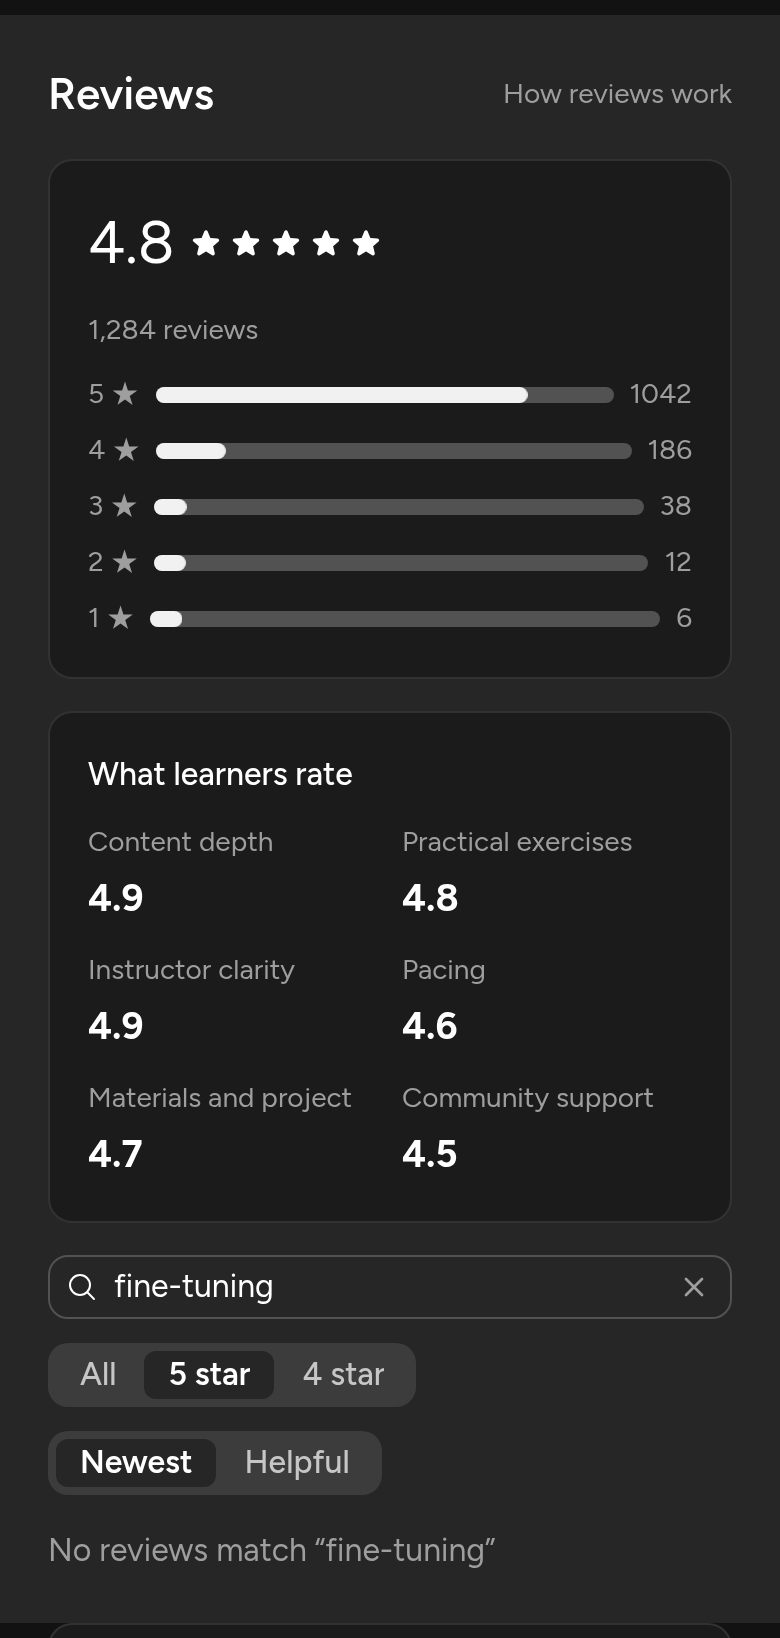 Reviews
How reviews work
4.8 ★ ★ ★ ★ ★
1,284 reviews
5 ★ 1042
4 ★ 186
3 ★ 38
2 ★ 12
1 ★ 6
What learners rate
Content depth
4.9
Practical exercises
4.8
Instructor clarity
4.9
Pacing
4.6
Materials and project
4.7
Community support
4.5
fine-tuning
All 5 star 4 star
Newest Helpful
No reviews match “fine-tuning”